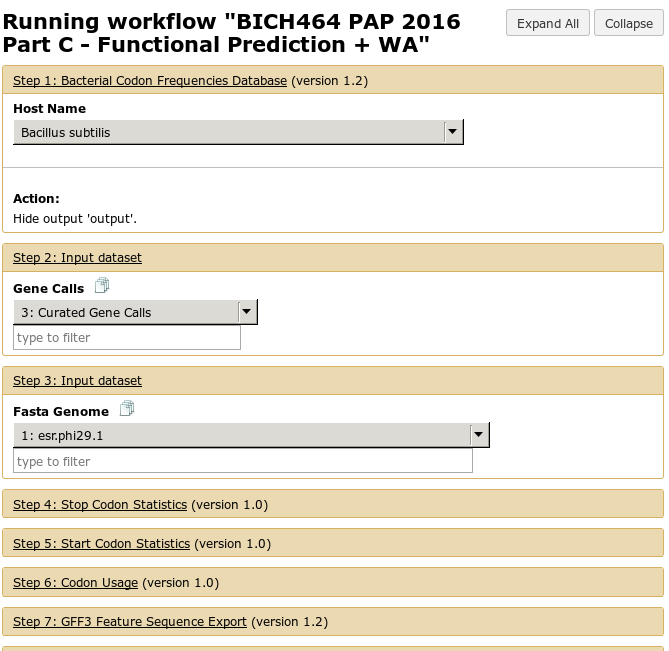 Running workflow "BICH464 PAP 2016
Part C - Functional Prediction + WA"
Expand All
Collapse
Step 1: Bacterial Codon Frequencies Database (version 1.2)
Host Name
Bacillus subtilis
Action:
Hide output 'output'.
Step 2: Input dataset
Gene Calls
3: Curated Gene Calls
type to filter
Step 3: Input dataset
Fasta Genome
1: esr.phi29.1
type to filter
Step 4: Stop Codon Statistics (version 1.0)
Step 5: Start Codon Statistics (version 1.0)
Step 6: Codon Usage (version 1.0)
Step 7: GFF3 Feature Sequence Export (version 1.2)